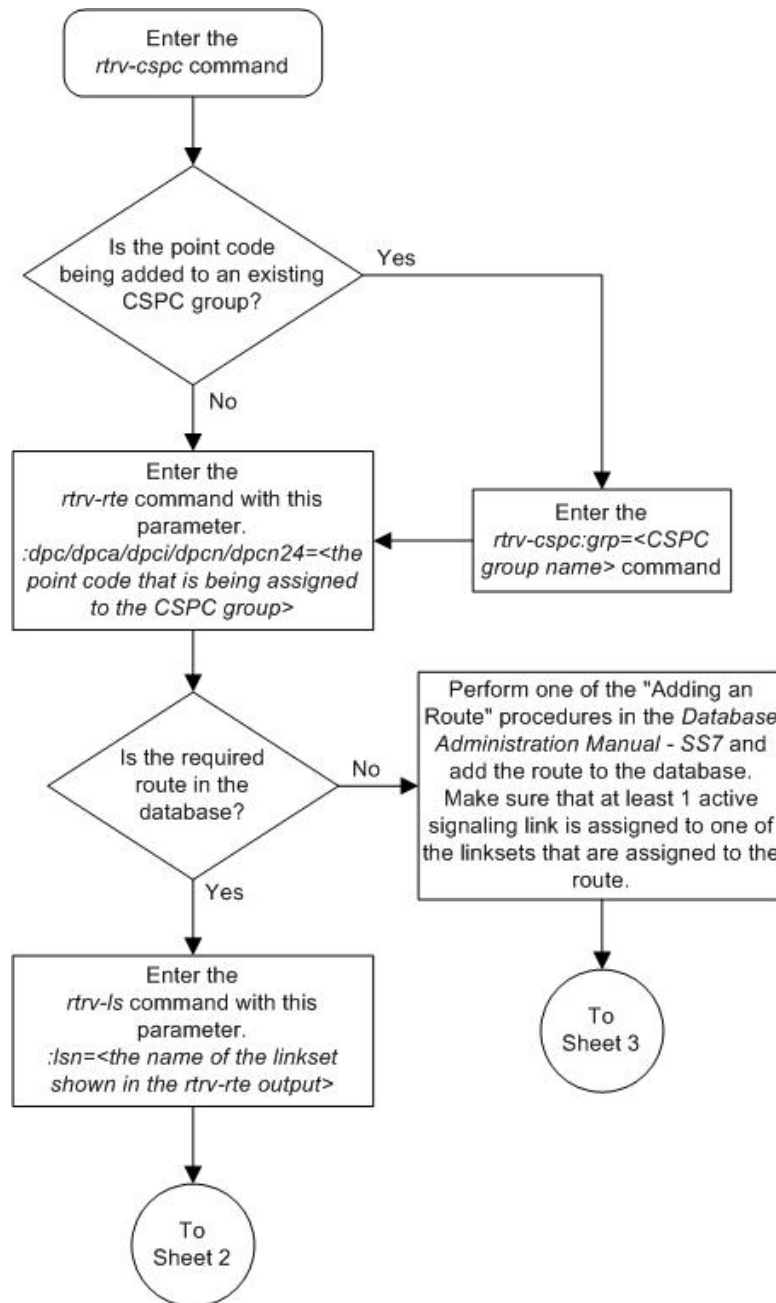 Enter the
rtrv-cspc command
Is the point code
being added to an existing
CSPC group?
Yes
No
Enter the
rtrv-rte command with this
parameter.
:dpc/dpca/dpci/dpcn/dpcn24=<the
point code that is being assigned
to the CSPC group>
Enter the
rtrv-cspc:grp=<CSPC
group name> command
Is the required
route in the
database?
No
Yes
Perform one of the "Adding an
Route" procedures in the Database
Administration Manual - SS7 and
add the route to the database.
Make sure that at least 1 active
signaling link is assigned to one of
the linksets that are assigned to the
route.
Enter the
rtrv-ls command with this
parameter.
:lsn=<the name of the linkset
shown in the rtrv-rte output>
To
Sheet 3
To
Sheet 2